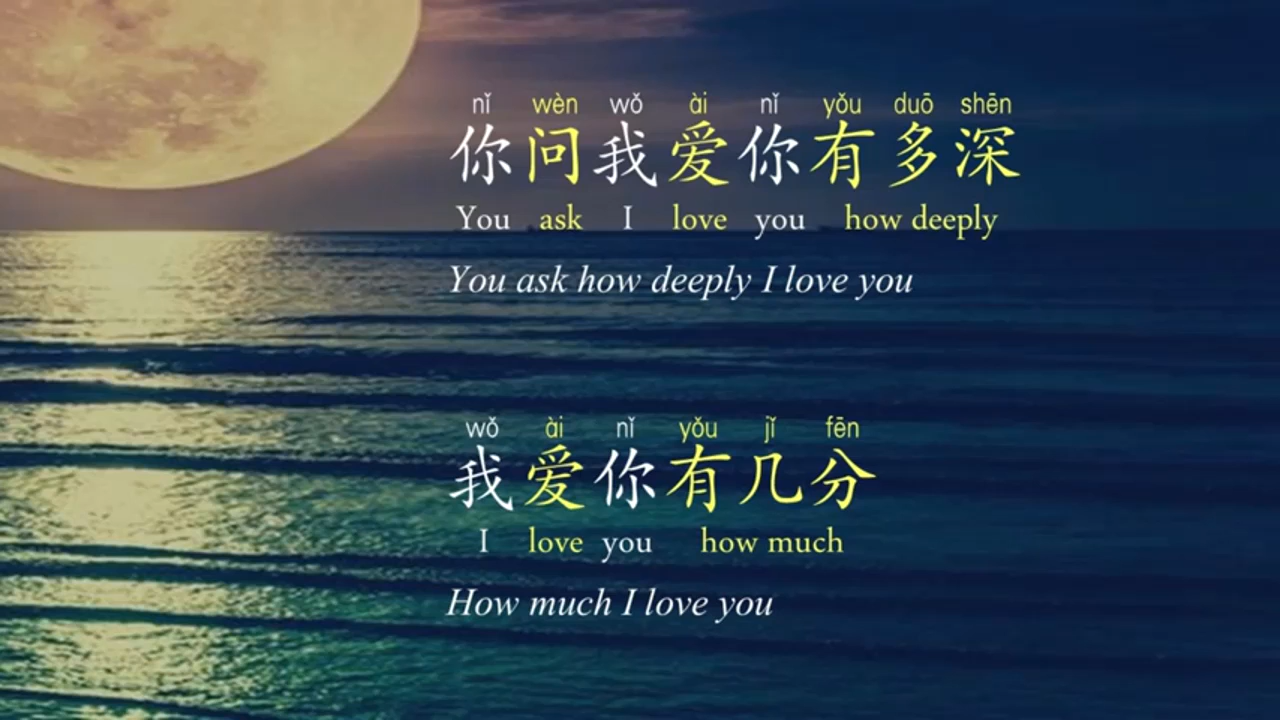 nǐ wèn wǒ ài nǐ yǒu duō shēn
你问我爱你有多深
You ask I love you how deeply
You ask how deeply I love you
wǒ ài nǐ yǒu jǐ fēn
我爱你有几分
I love you how much
How much I love you